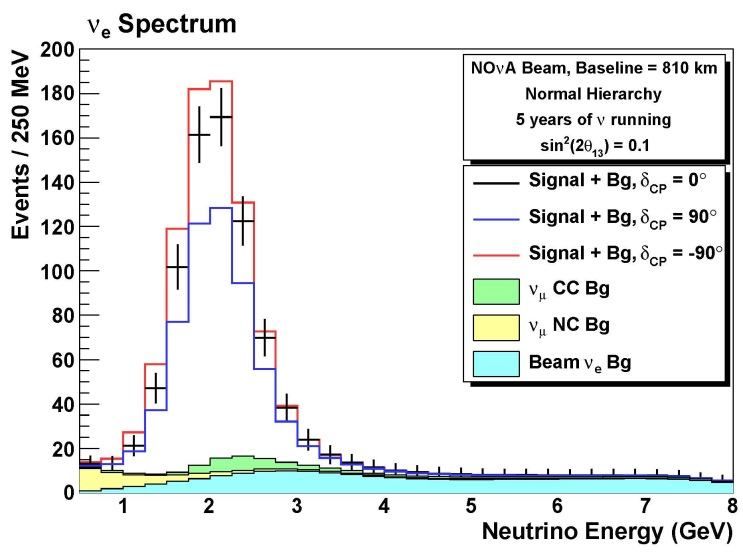 νe Spectrum
Events / 250 MeV
200
180
160
140
120
100
80
60
40
20
0
NOνA Beam, Baseline = 810 km
Normal Hierarchy
5 years of ν running
sin²(2θ₁₃) = 0.1
Signal + Bg, δCP = 0°
Signal + Bg, δCP = 90°
Signal + Bg, δCP = -90°
νμ CC Bg
νμ NC Bg
Beam νe Bg
1 2 3 4 5 6 7 8
Neutrino Energy (GeV)